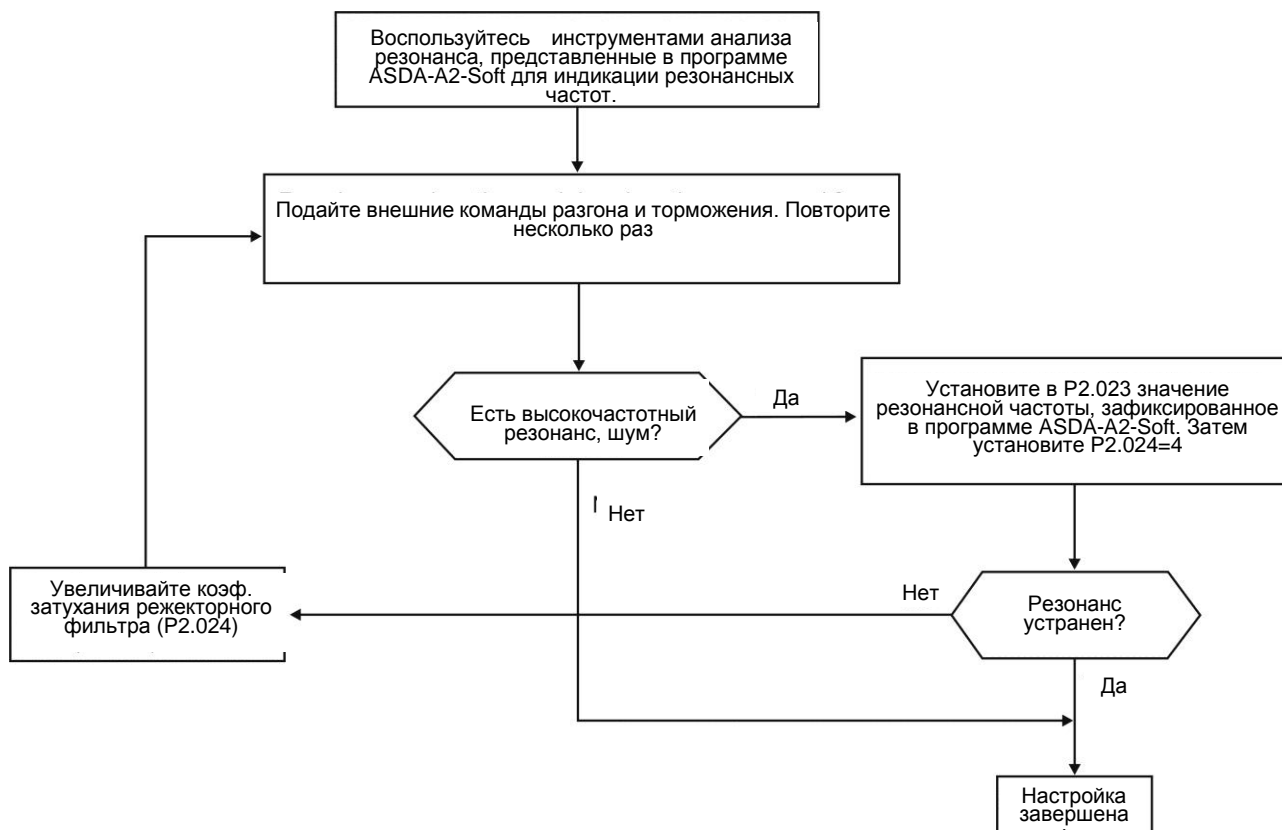 Воспользуйтесь инструментами анализа
резонанса, представленные в программе
ASDA-A2-Soft для индикации резонансных
частот.
Подайте внешние команды разгона и торможения. Повторите
несколько раз
Есть высокочастотный
резонанс, шум?
Да
Установите в P2.023 значение
резонансной частоты, зафиксированное
в программе ASDA-A2-Soft. Затем
установите P2.024=4
Нет
Увеличивайте коэф.
затухания режекторного
фильтра (P2.024)
Нет
Резонанс
устранен?
Да
Настройка
завершена